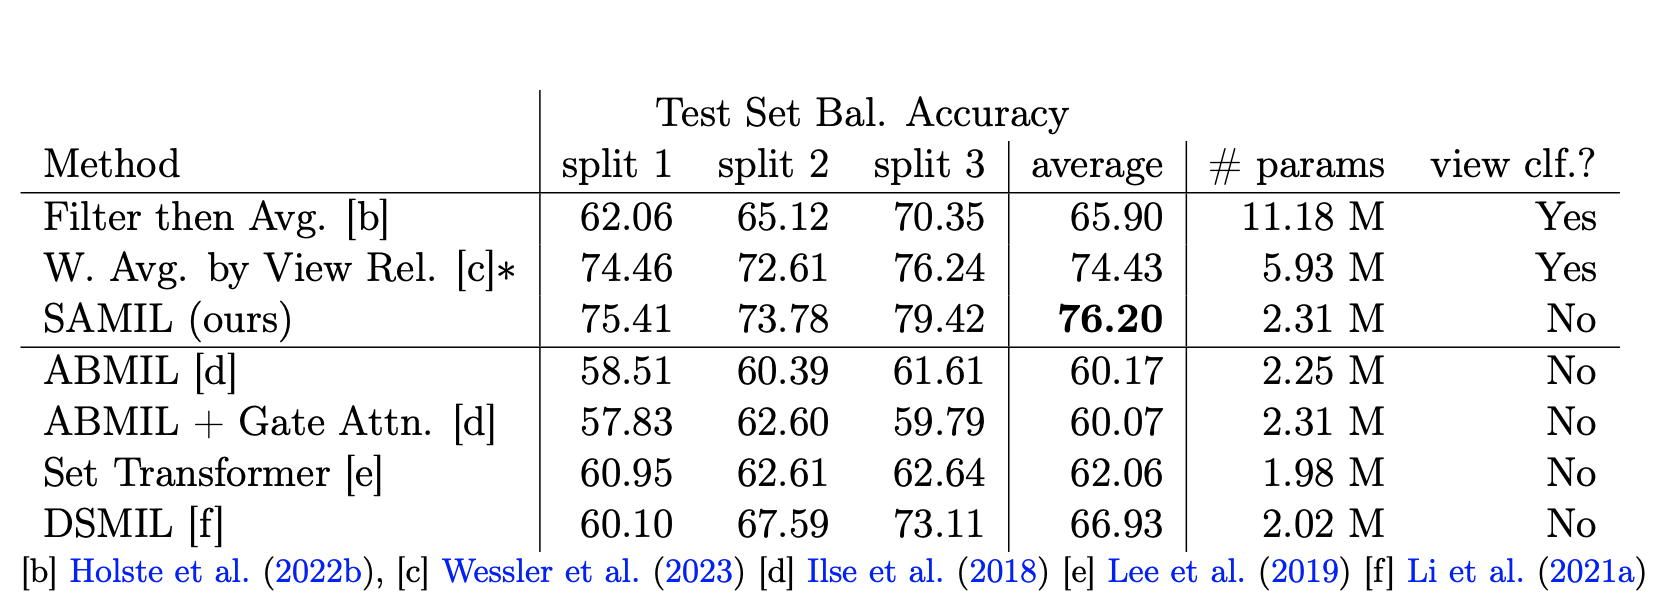 Test Set Bal. Accuracy
Method split 1 split 2 split 3 average # params view clf.?
Filter then Avg. [b] 62.06 65.12 70.35 65.90 11.18 M Yes
W. Avg. by View Rel. [c]* 74.46 72.61 76.24 74.43 5.93 M Yes
SAMIL (ours) 75.41 73.78 79.42 76.20 2.31 M No
ABMIL [d] 58.51 60.39 61.61 60.17 2.25 M No
ABMIL + Gate Attn. [d] 57.83 62.60 59.79 60.07 2.31 M No
Set Transformer [e] 60.95 62.61 62.64 62.06 1.98 M No
DSMIL [f] 60.10 67.59 73.11 66.93 2.02 M No
[b] Holste et al. (2022b), [c] Wessler et al. (2023) [d] Ilse et al. (2018) [e] Lee et al. (2019) [f] Li et al. (2021a)